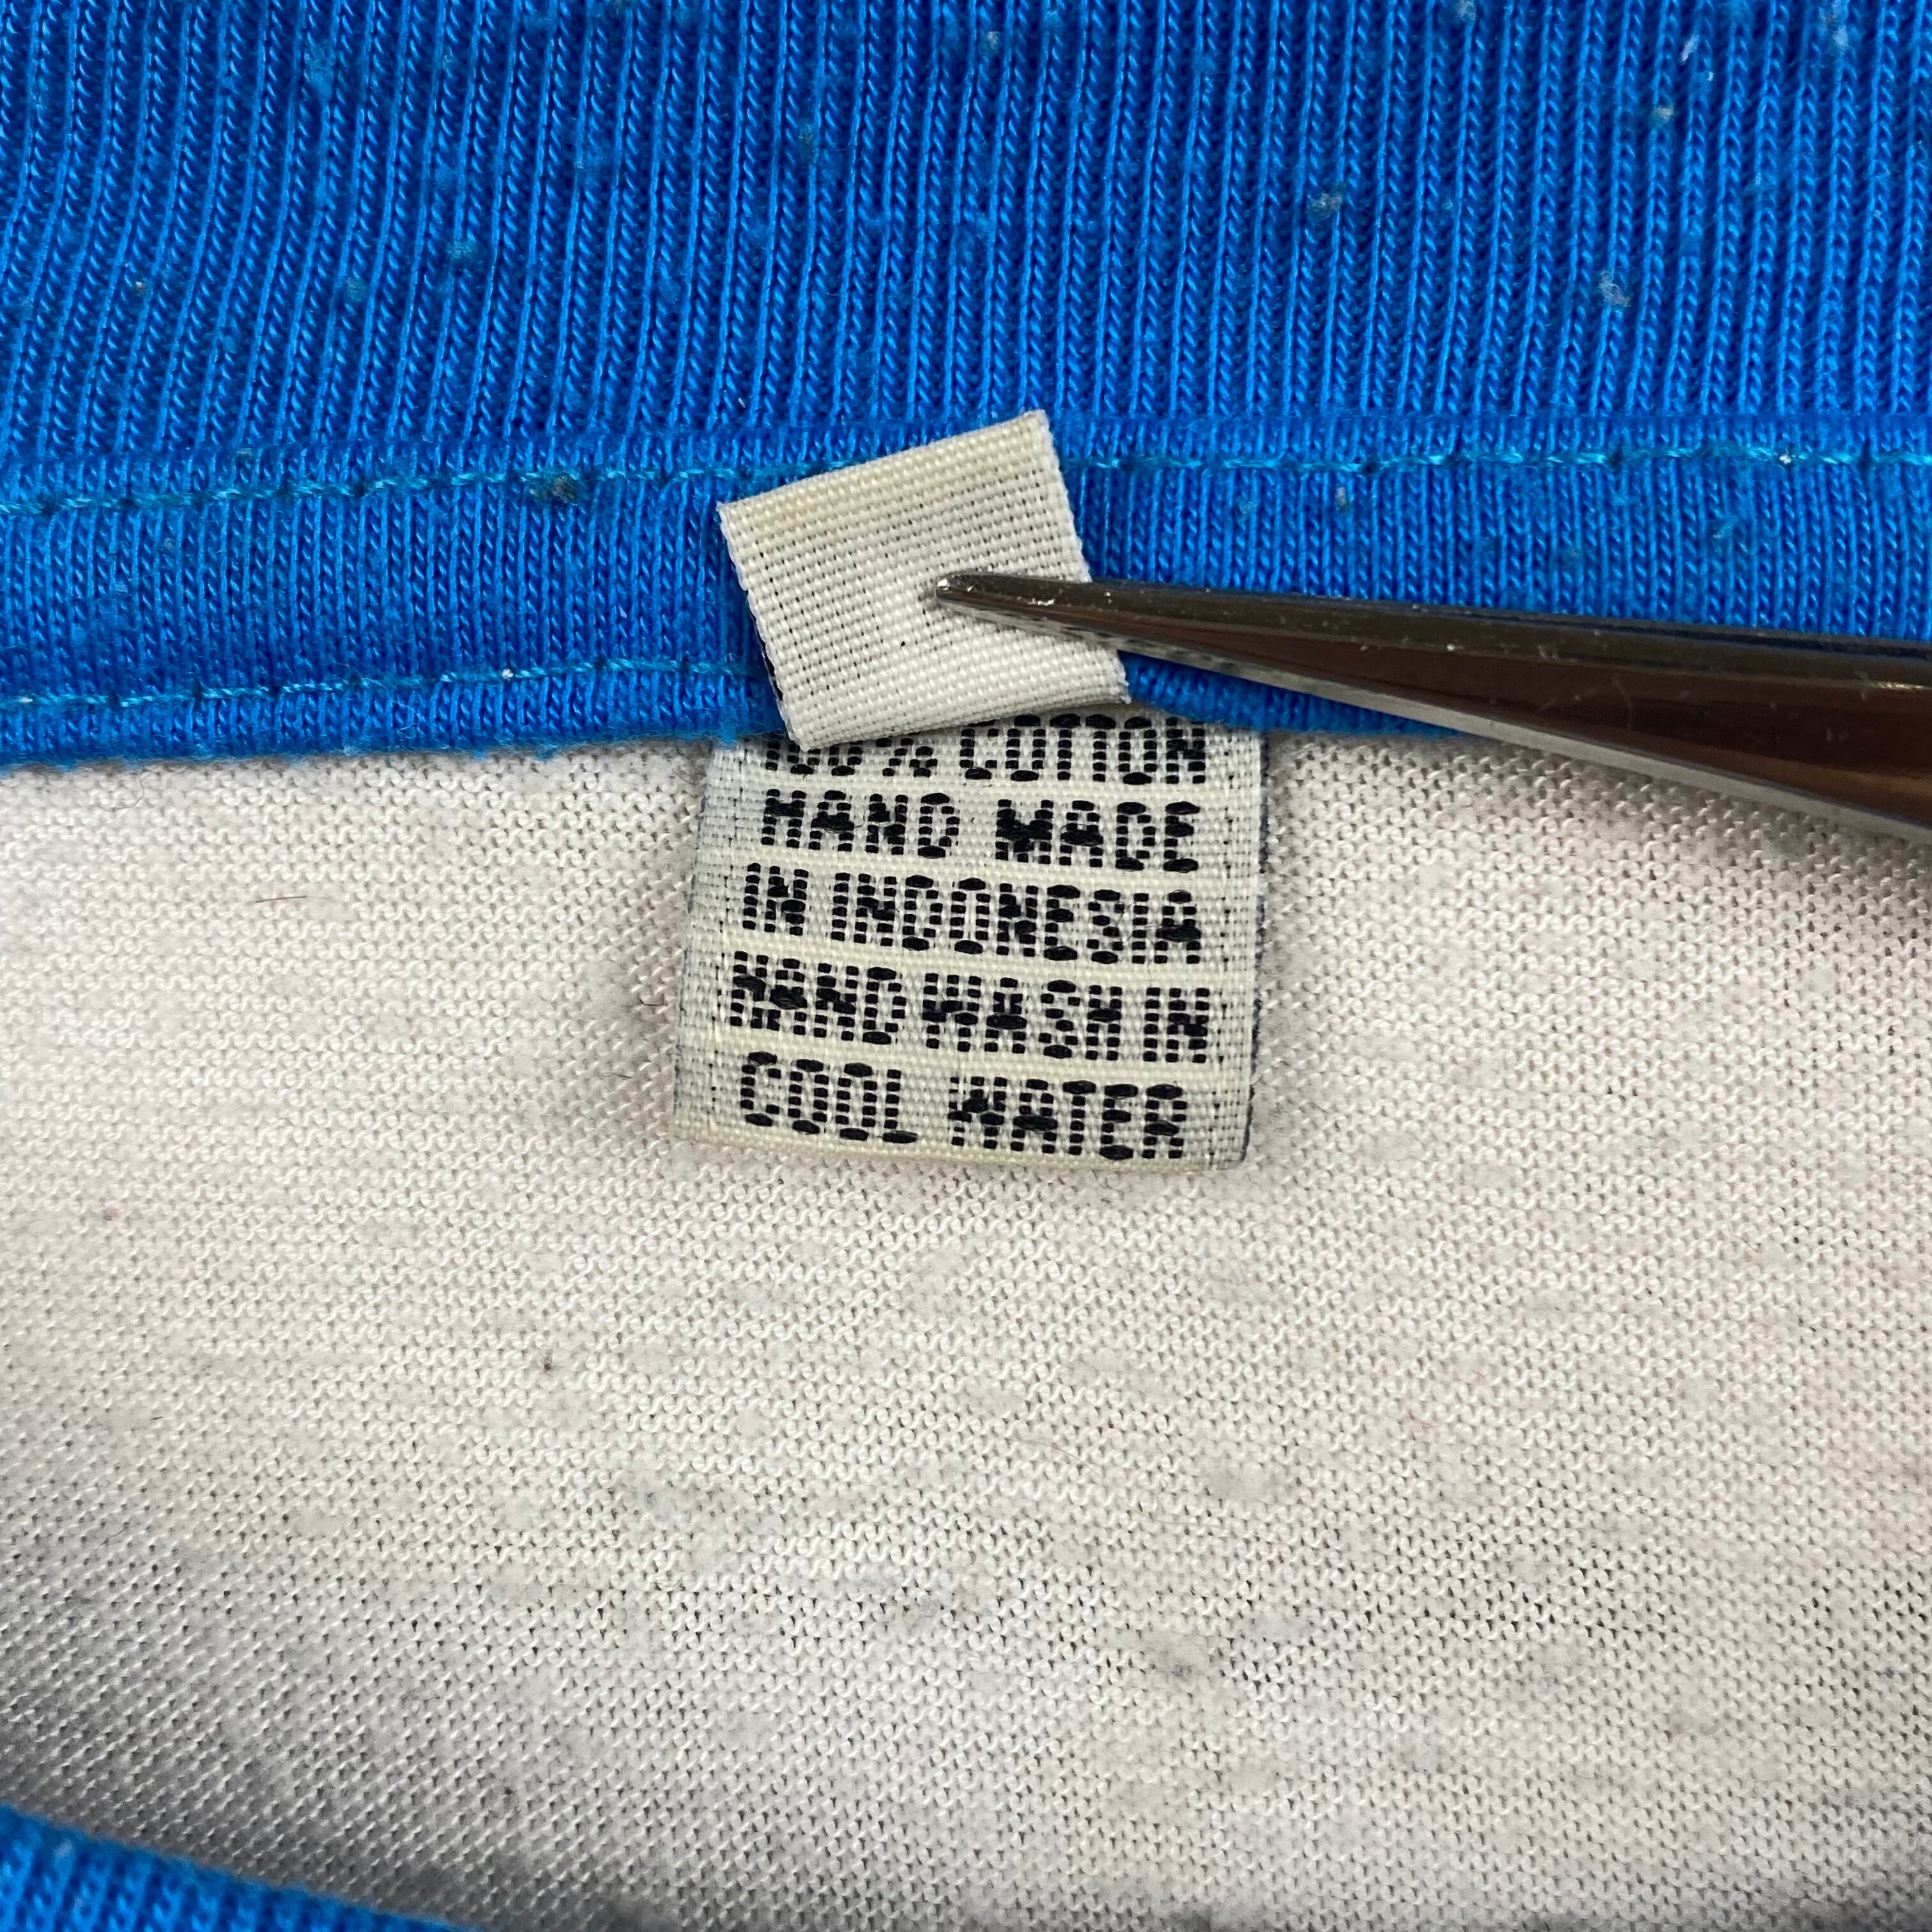 100% COTTON
HAND MADE
IN INDONESIA
HAND WASH IN
COOL WATER